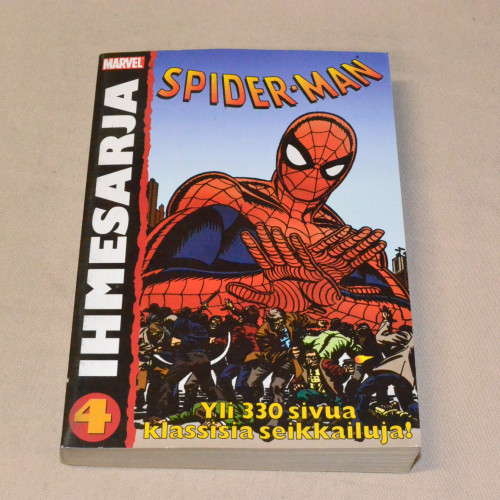 MARVEL
SPIDER-MAN
IHMESARJA
4
Yli 330 sivua
klassisia seikkailuja!